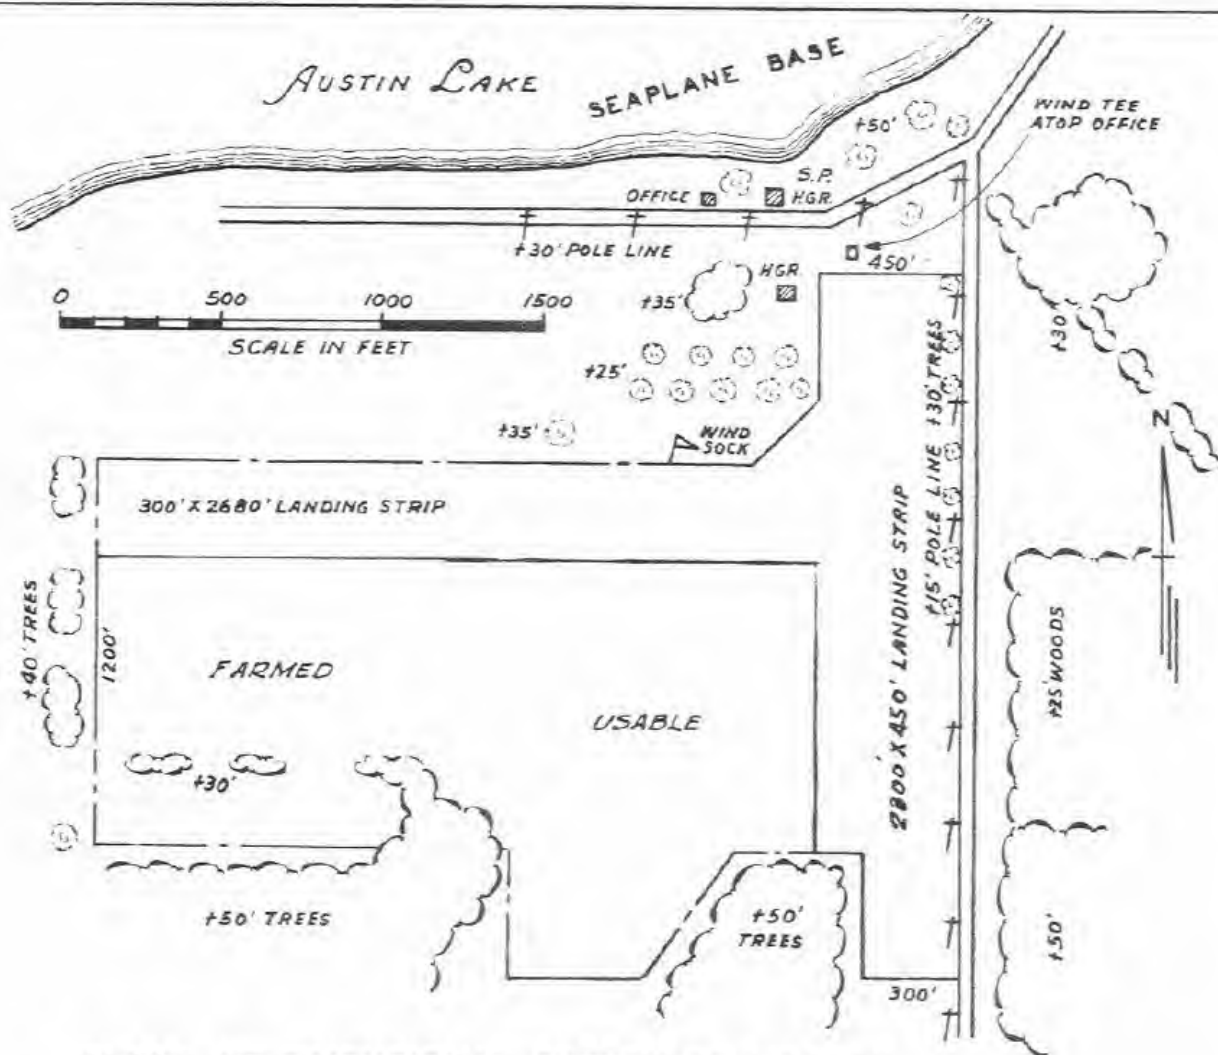 AUSTIN LAKE
SEAPLANE BASE
WIND TEE
ATOP OFFICE
+50'
S.P.
HGR.
OFFICE
+30' POLE LINE
450'
HGR.
+35'
0 500 1000 1500
SCALE IN FEET
+30'
+25'
+35'
WIND
SOCK
N
300' X 2680' LANDING STRIP
2800' X 450' LANDING STRIP
+15' POLE LINE +30' TREES
+40' TREES
1200'
FARMED
USABLE
+25' WOODS
+30'
+50' TREES
+50'
TREES
+50'
300'